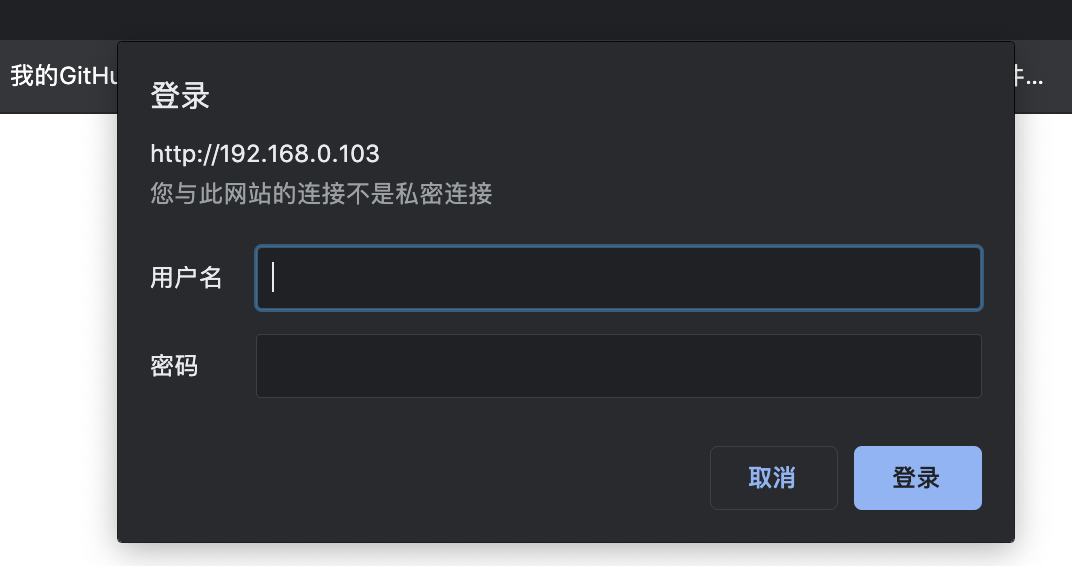 我的GitHu
件...
登录
http://192.168.0.103
您与此网站的连接不是私密连接
用户名
密码
取消
登录